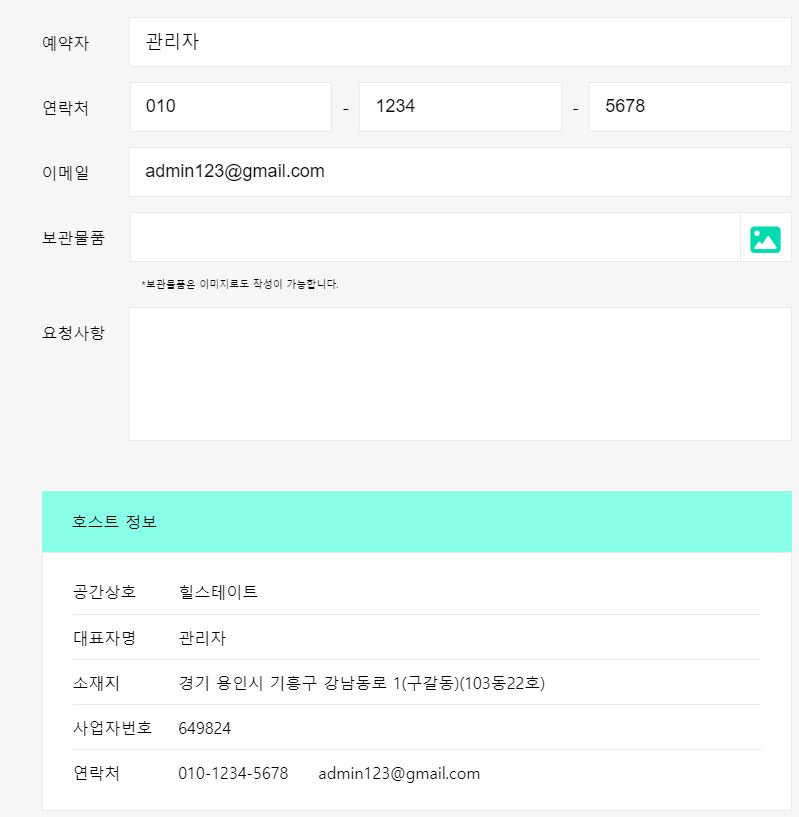 예약자 관리자
연락처 010 - 1234 - 5678
이메일 admin123@gmail.com
보관물품
*보관물품은 이미지로도 작성이 가능합니다.
요청사항
호스트 정보
공간상호 힐스테이트
대표자명 관리자
소재지 경기 용인시 기흥구 강남동로 1(구갈동)(103동22호)
사업자번호 649824
연락처 010-1234-5678 admin123@gmail.com